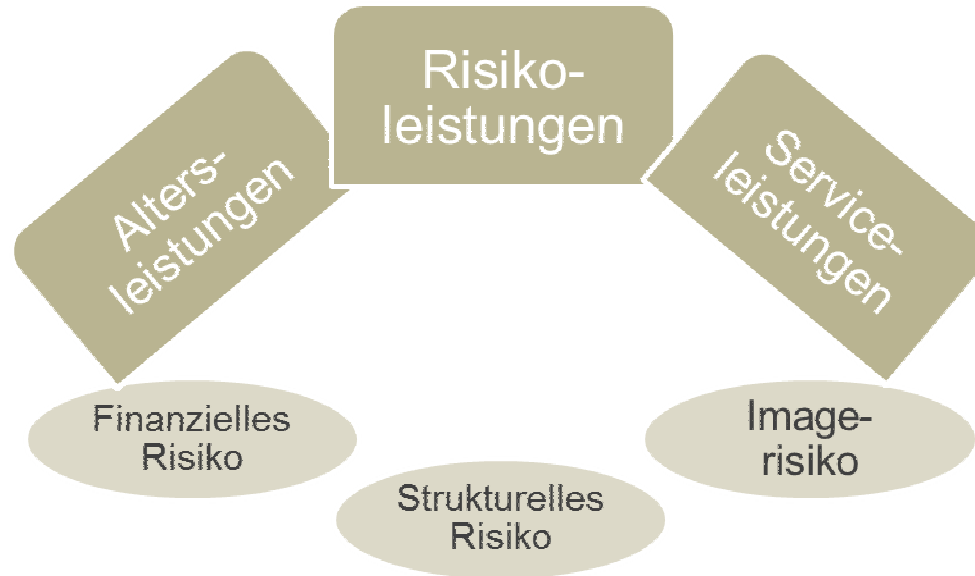 Alters-
leistungen
Risiko-
leistungen
Service-
leistungen
Finanzielles
Risiko
Strukturelles
Risiko
Image-
risiko